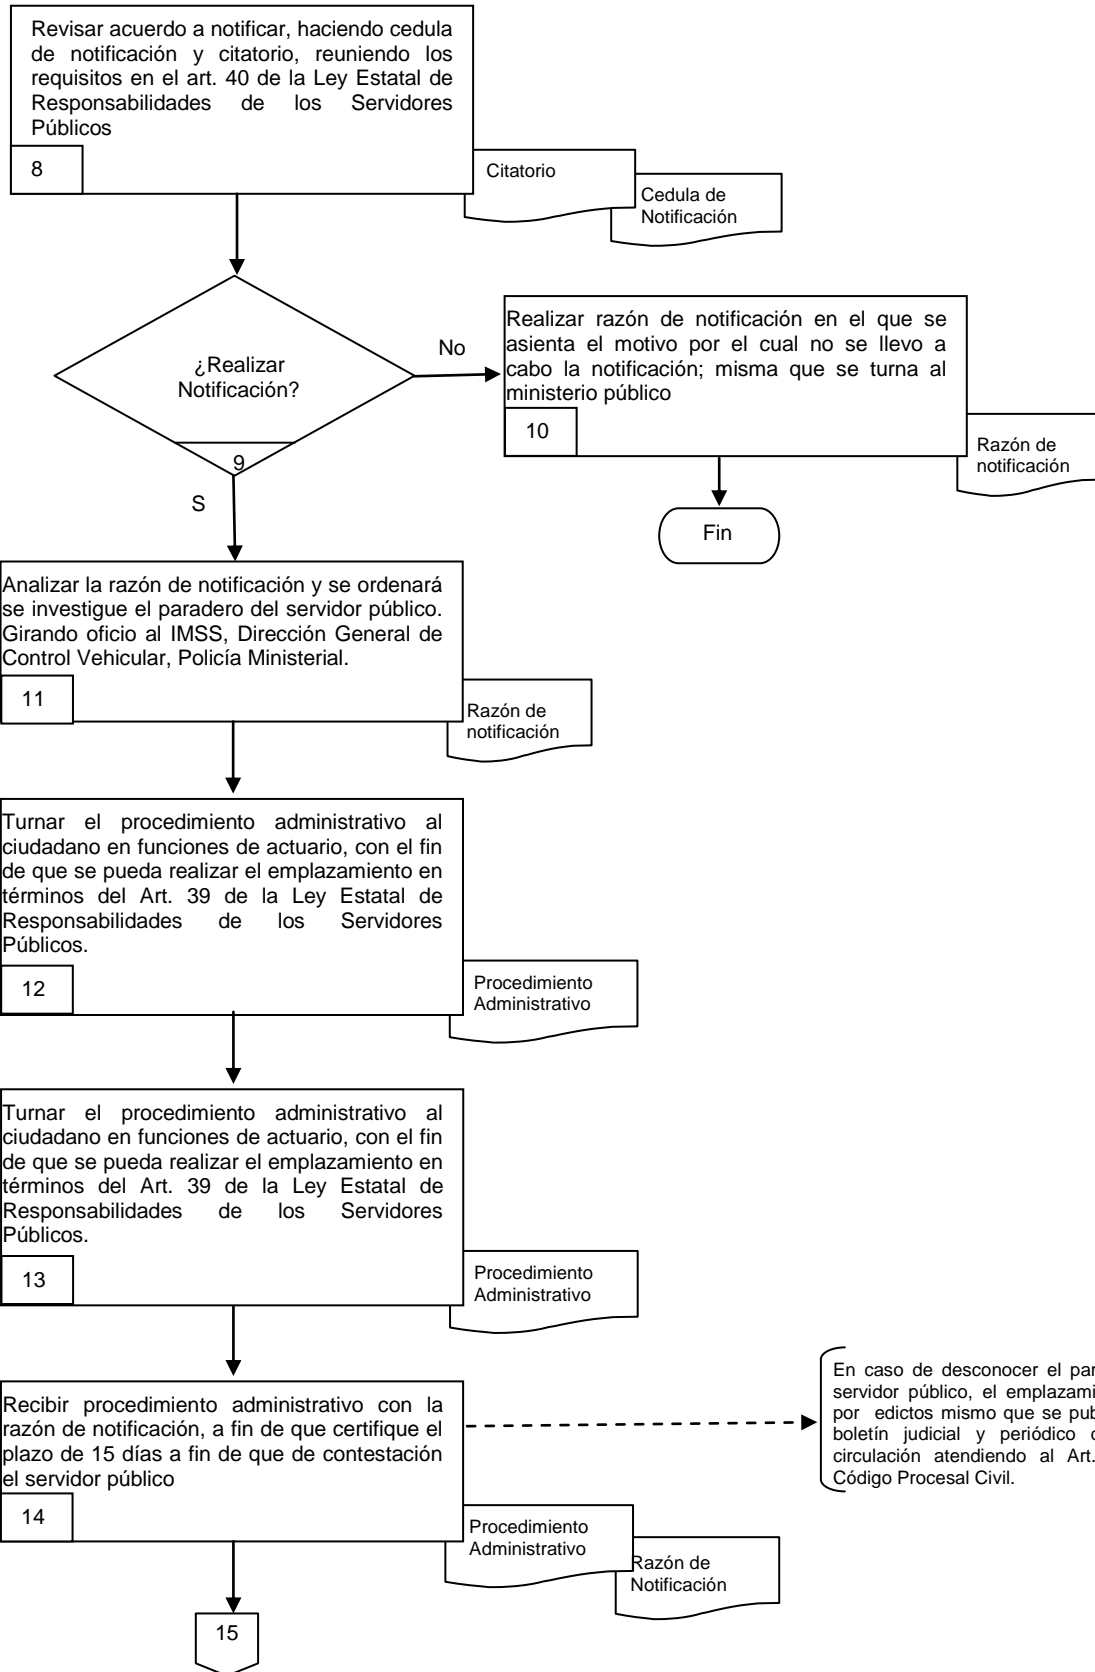 Revisar acuerdo a notificar, haciendo cedula
de notificación y citatorio, reuniendo los
requisitos en el art. 40 de la Ley Estatal de
Responsabilidades de los Servidores
Públicos
8
Citatorio
Cedula de
Notificación
¿Realizar
Notificación?
9
No
S
Realizar razón de notificación en el que se
asienta el motivo por el cual no se llevo a
cabo la notificación; misma que se turna al
ministerio público
10
Razón de
notificación
Fin
Analizar la razón de notificación y se ordenará
se investigue el paradero del servidor público.
Girando oficio al IMSS, Dirección General de
Control Vehicular, Policía Ministerial.
11
Razón de
notificación
Turnar el procedimiento administrativo al
ciudadano en funciones de actuario, con el fin
de que se pueda realizar el emplazamiento en
términos del Art. 39 de la Ley Estatal de
Responsabilidades de los Servidores
Públicos.
12
Procedimiento
Administrativo
Turnar el procedimiento administrativo al
ciudadano en funciones de actuario, con el fin
de que se pueda realizar el emplazamiento en
términos del Art. 39 de la Ley Estatal de
Responsabilidades de los Servidores
Públicos.
13
Procedimiento
Administrativo
Recibir procedimiento administrativo con la
razón de notificación, a fin de que certifique el
plazo de 15 días a fin de que de contestación
el servidor público
14
Procedimiento
Administrativo
Razón de
Notificación
En caso de desconocer el
servidor público, el
por edictos mismo que se
boletín judicial y periódico
circulación atendiendo al Art.
Código Procesal Civil.
15